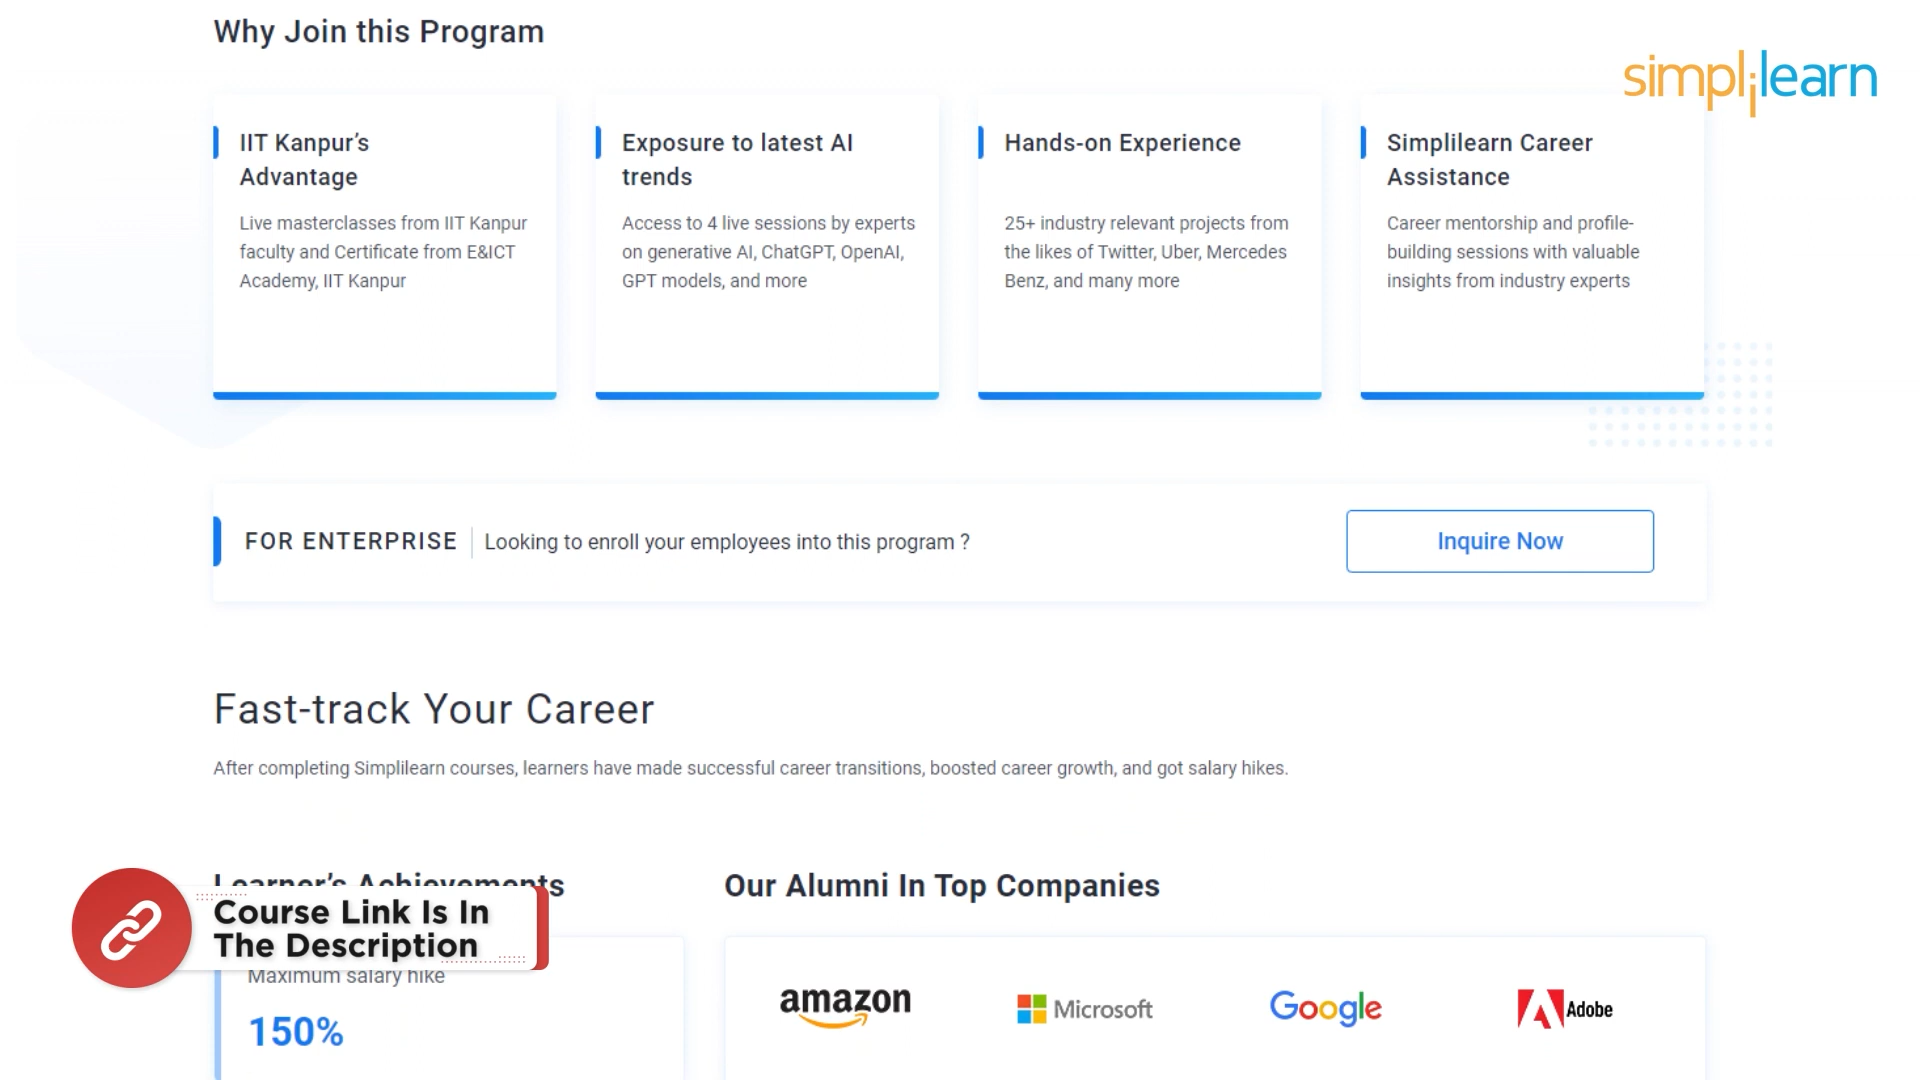 Why Join this Program
simplilearn
IIT Kanpur’s
Advantage
Live masterclasses from IIT Kanpur
faculty and Certificate from E&ICT
Academy, IIT Kanpur
Exposure to latest AI
trends
Access to 4 live sessions by experts
on generative AI, ChatGPT, OpenAI,
GPT models, and more
Hands-on Experience
25+ industry relevant projects from
the likes of Twitter, Uber, Mercedes
Benz, and many more
Simplilearn Career
Assistance
Career mentorship and profile-
building sessions with valuable
insights from industry experts
FOR ENTERPRISE Looking to enroll your employees into this program ?
Inquire Now
Fast-track Your Career
After completing Simplilearn courses, learners have made successful career transitions, boosted career growth, and got salary hikes.
Learner’s Achievements
Course Link Is In
The Description
Maximum salary hike
150%
Our Alumni In Top Companies
amazon
Microsoft
Google
Adobe